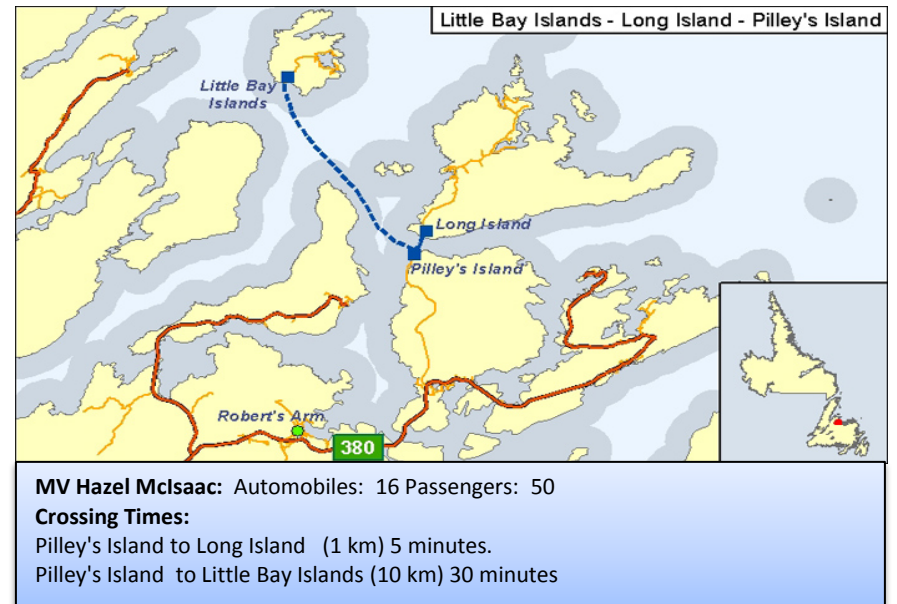 Little Bay Islands - Long Island - Pilley's Island
Little Bay
Islands
Long Island
Pilley's Island
Robert's Arm
380
MV Hazel McIsaac: Automobiles: 16 Passengers: 50
Crossing Times:
Pilley's Island to Long Island (1 km) 5 minutes.
Pilley's Island to Little Bay Islands (10 km) 30 minutes